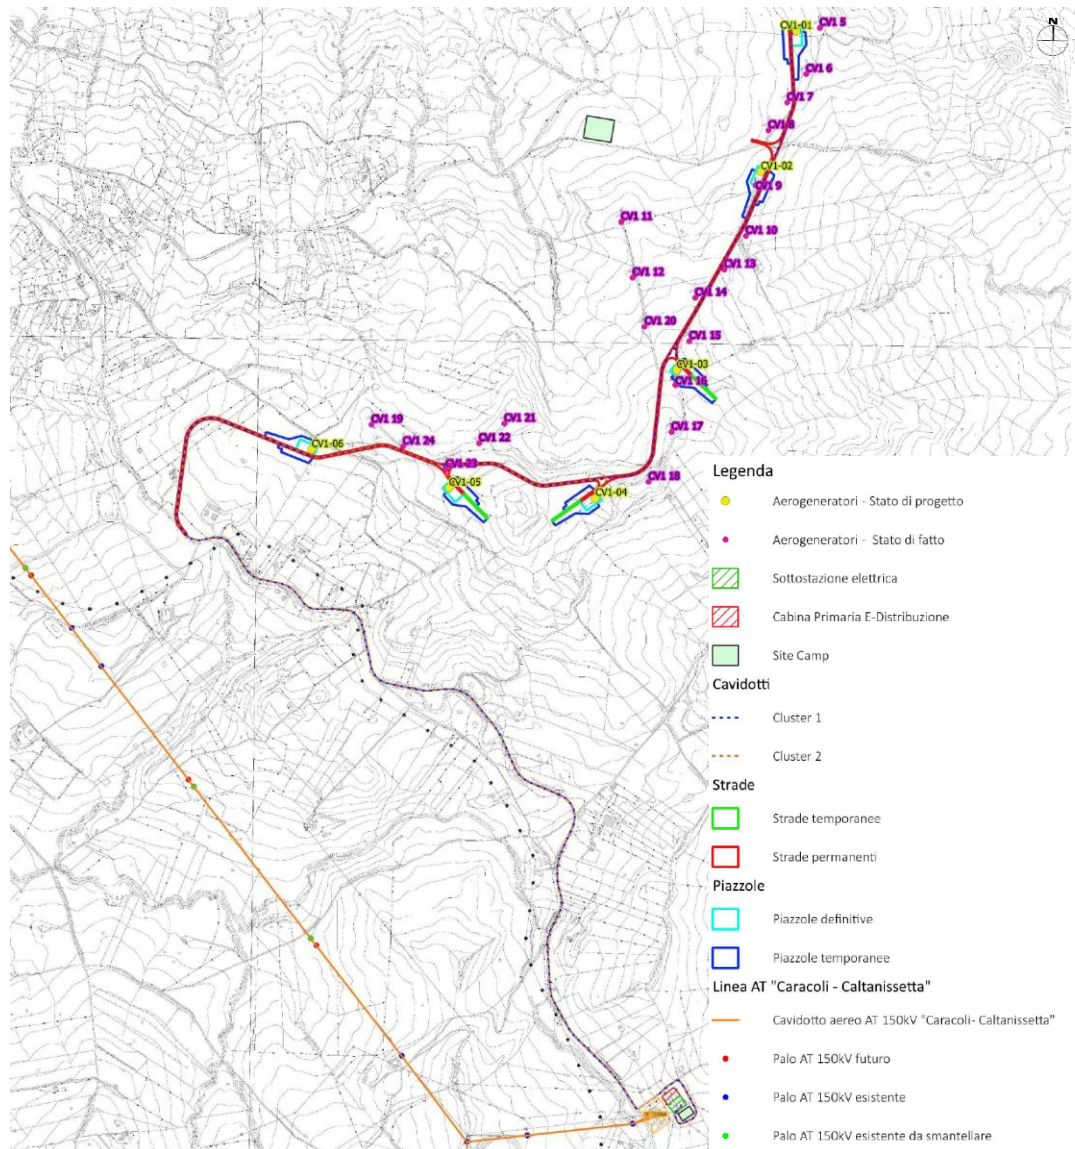 N
CV1-01
CV1 5
CV1 6
CV1 7
CV1 8
CV1-02
CV1 9
CV1 11
CV1 10
CV1 13
CV1 12
CV1 14
CV1 20
CV1 15
CV1-03
CV1 16
CV1 19
CV1 21
CV1 17
CV1-06
CV1 24
CV1 22
CV1 23
CV1-05
CV1 18
CV1-04
Legenda
Aerogeneratori - Stato di progetto
Aerogeneratori - Stato di fatto
Sottostazione elettrica
Cabina Primaria E-Distribuzione
Site Camp
Cavidotti
Cluster 1
Cluster 2
Strade
Strade temporanee
Strade permanenti
Piazzole
Piazzole definitive
Piazzole temporanee
Linea AT "Caracoli - Caltanissetta"
Cavidotto aereo AT 150kV "Caracoli- Caltanissetta"
Palo AT 150kV futuro
Palo AT 150kV esistente
Palo AT 150kV esistente da smantellare